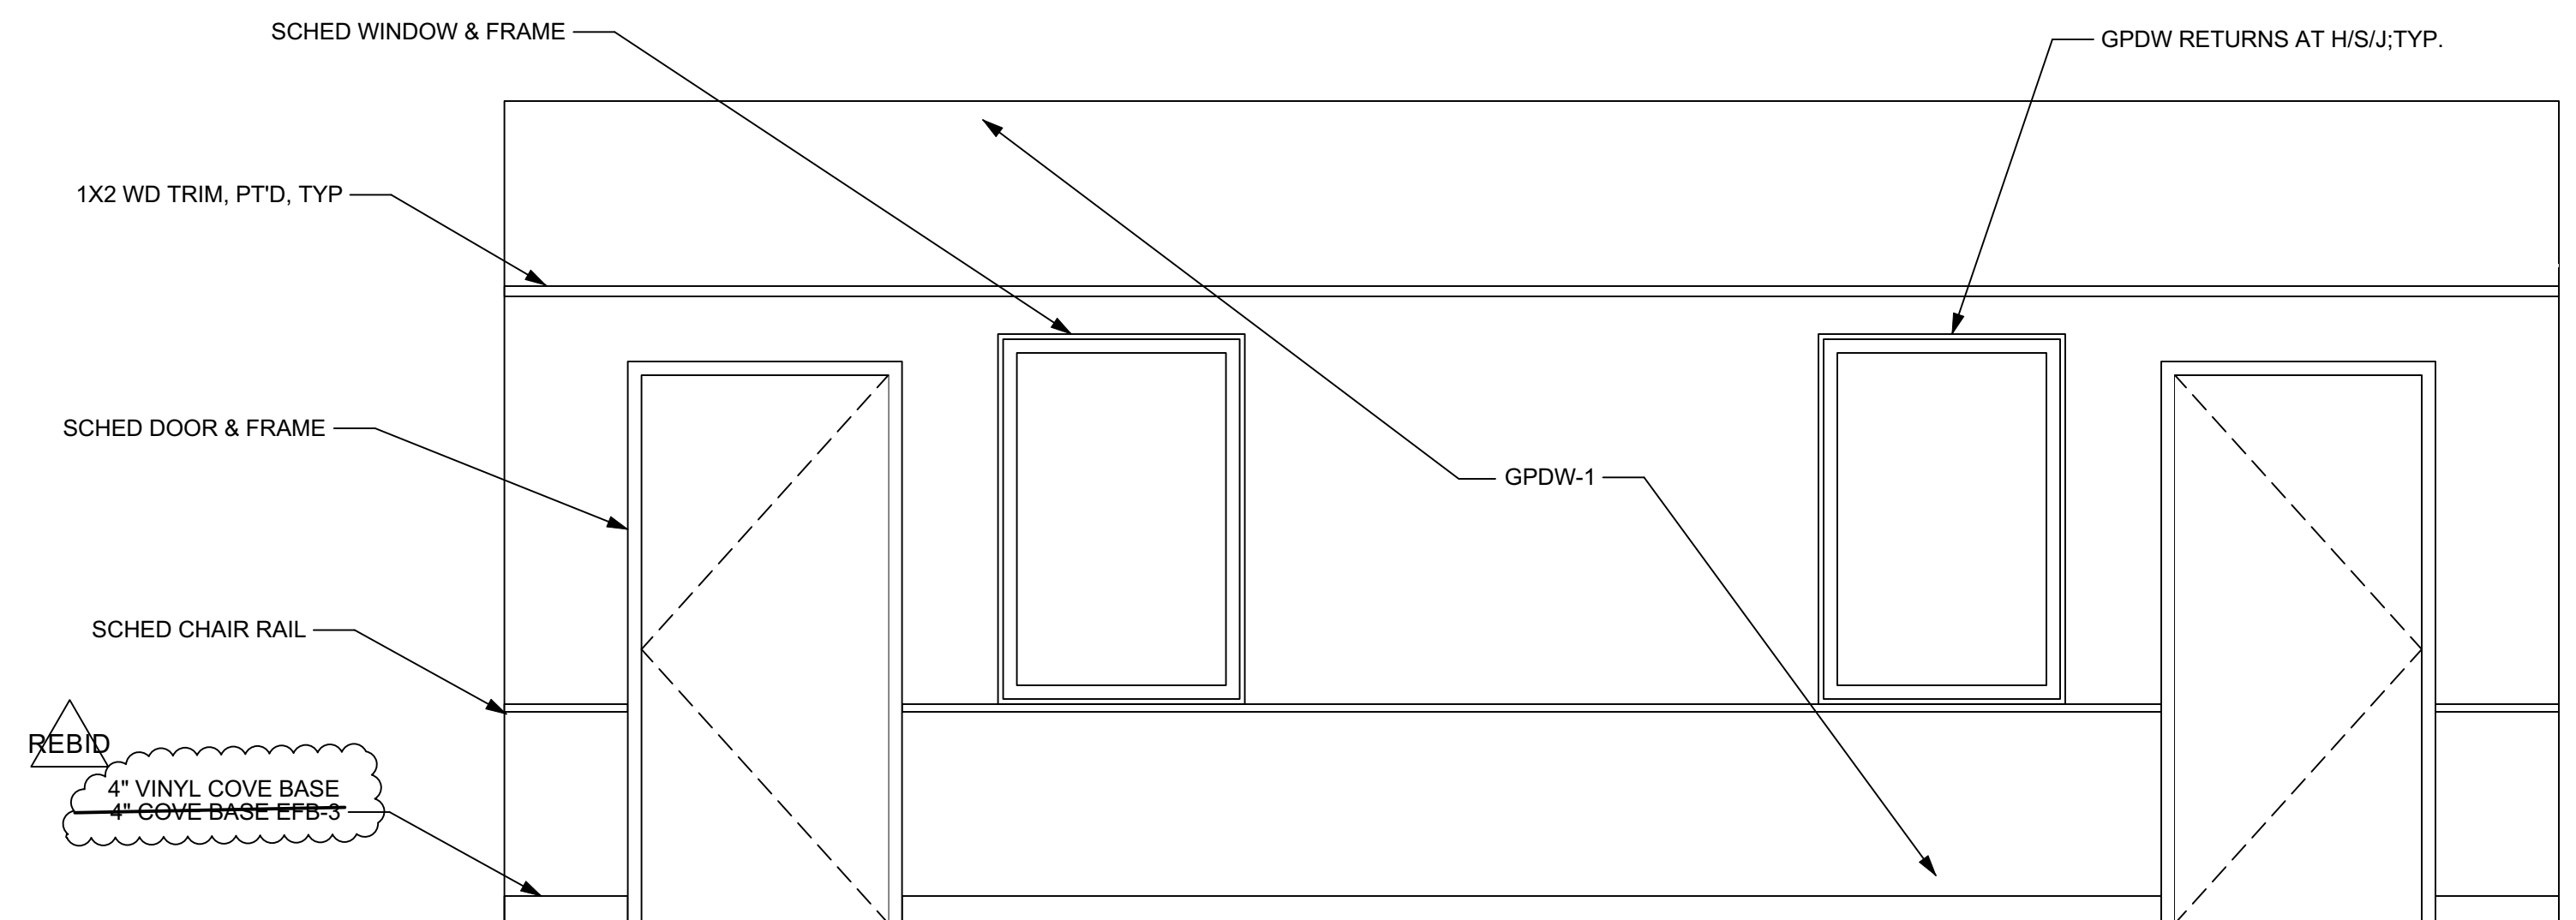 SCHED WINDOW & FRAME
GPDW RETURNS AT H/S/J;TYP.
1X2 WD TRIM, PT'D, TYP
SCHED DOOR & FRAME
GPDW-1
SCHED CHAIR RAIL
REBID
4" VINYL COVE BASE
4" COVE BASE EFB-3